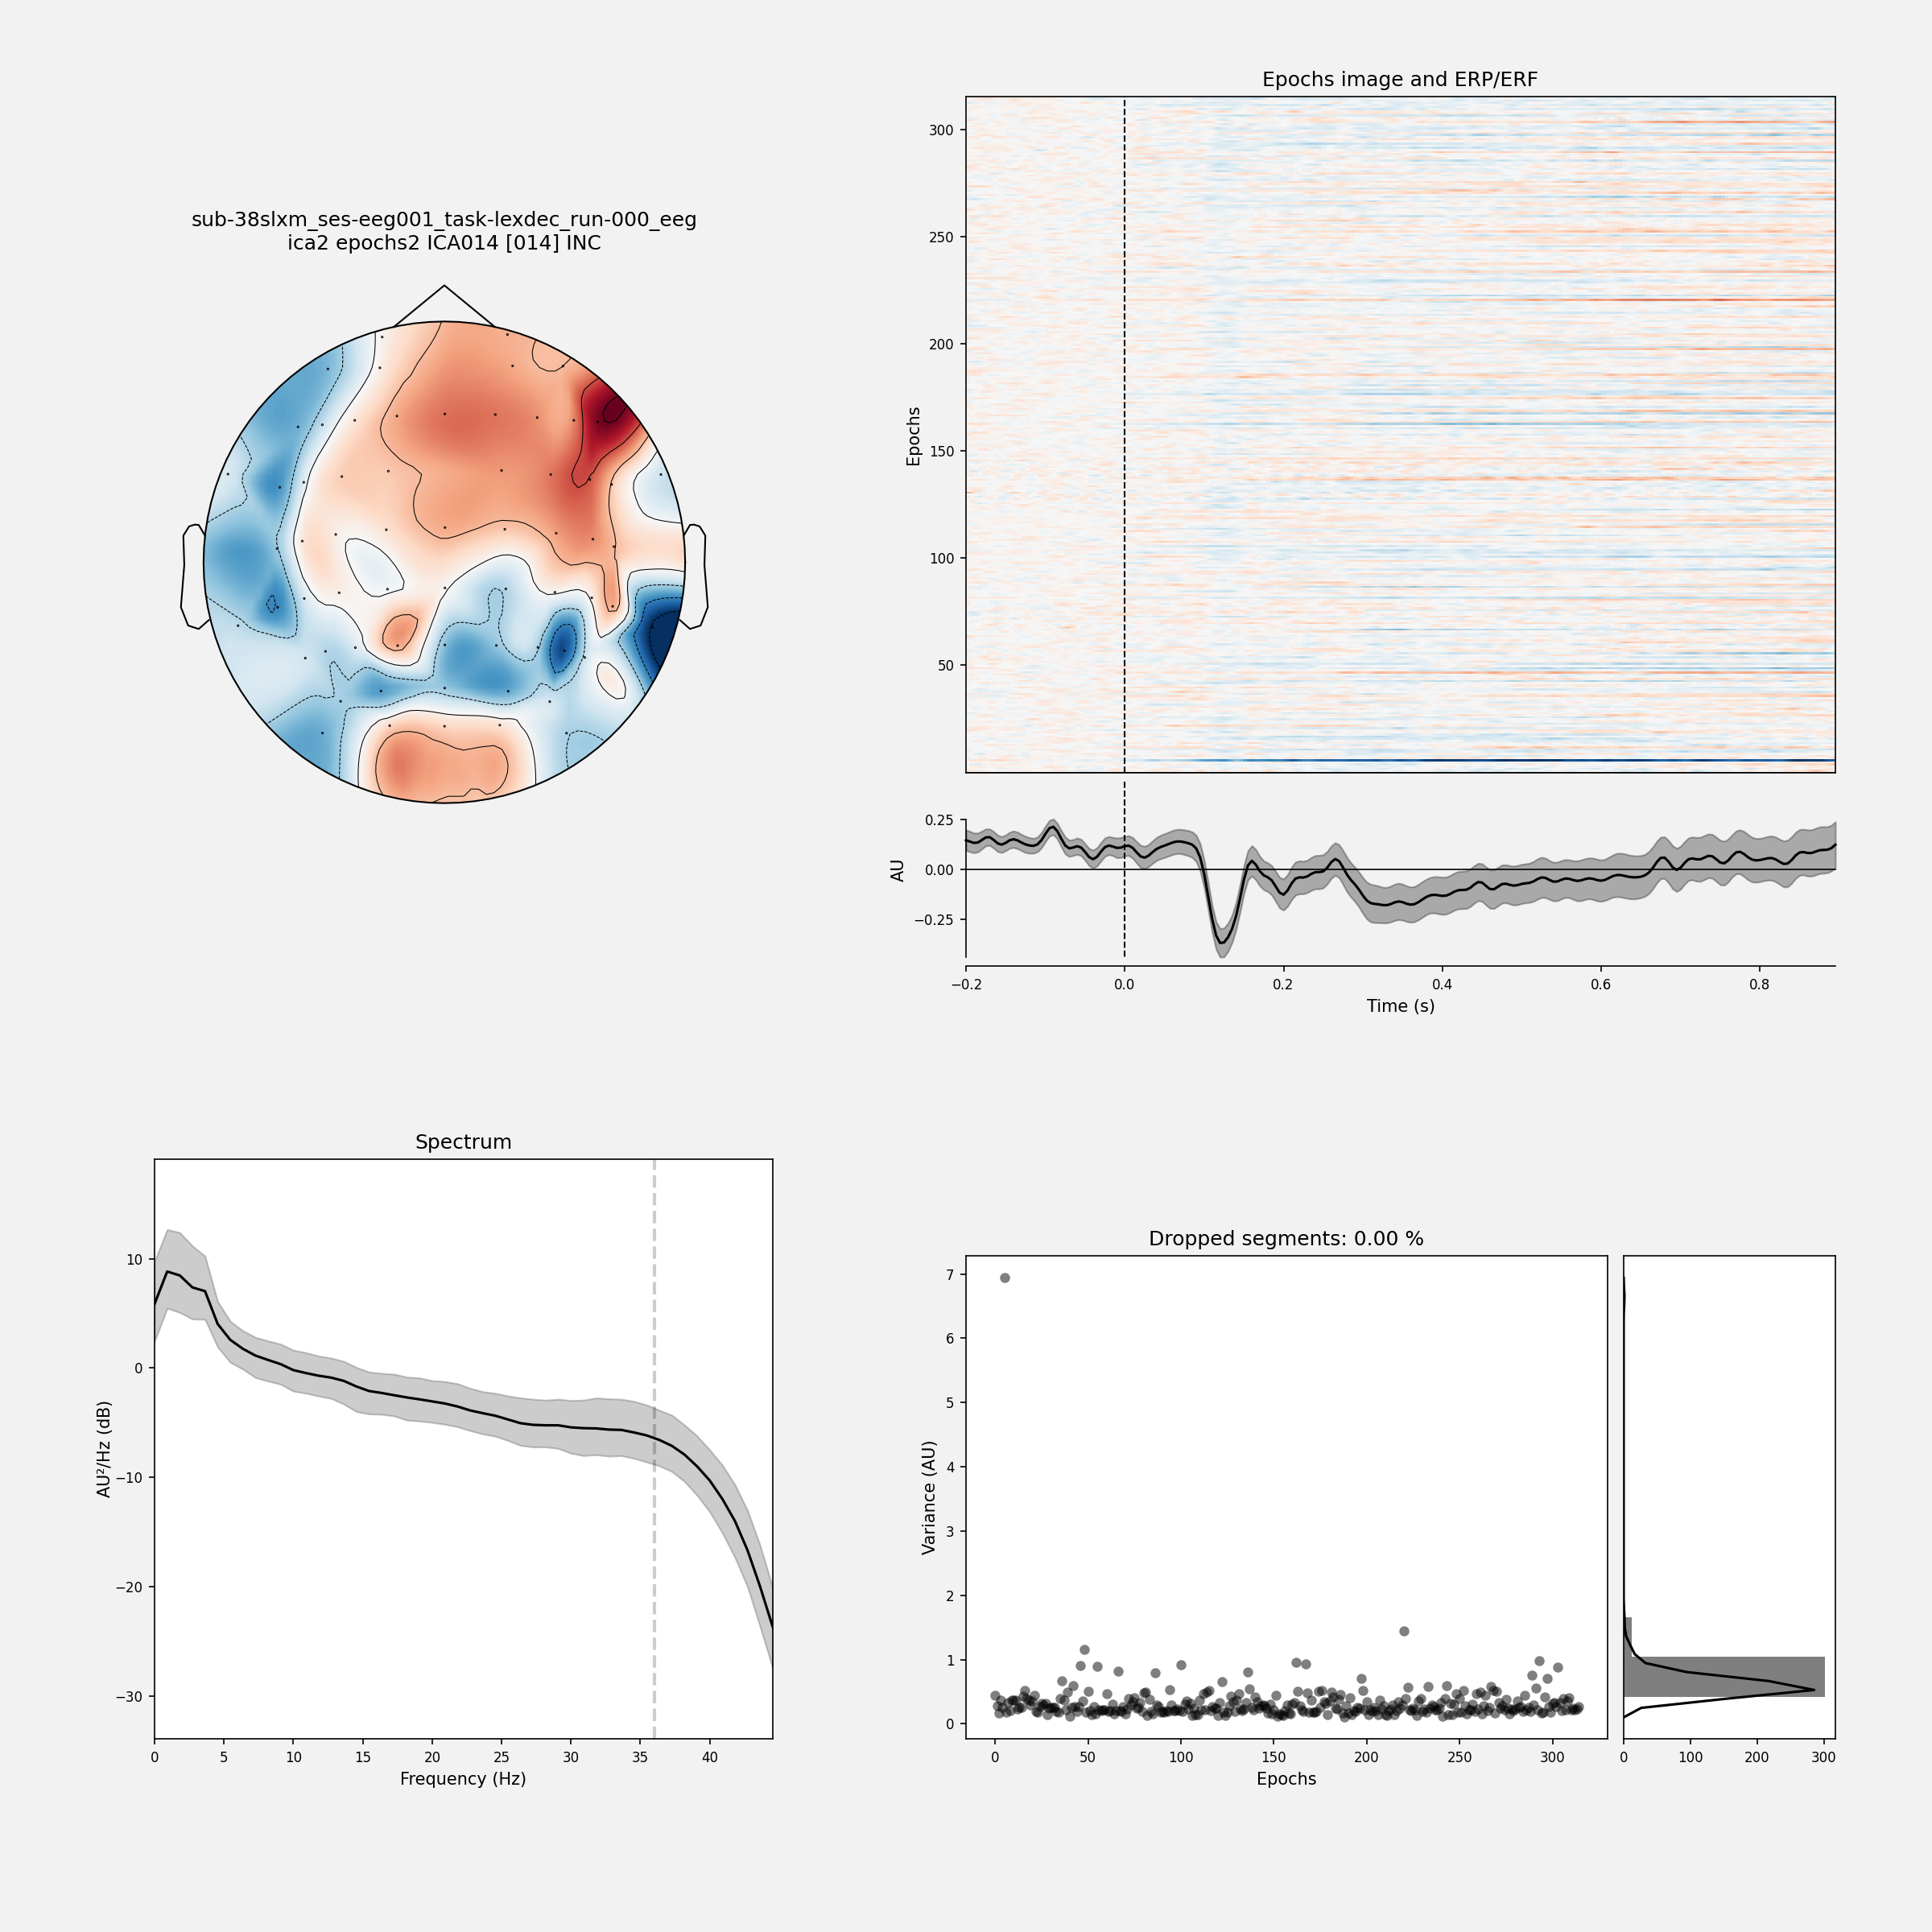 sub-38slxm_ses-eeg001_task-lexdec_run-000_eeg
ica2 epochs2 ICA014 [014] INC
Epochs image and ERP/ERF
Epochs
300
250
200
150
100
50
AU
0.25
0.00
−0.25
−0.2 0.0 0.2 0.4 0.6 0.8
Time (s)
Spectrum
AU²/Hz (dB)
10
0
−10
−20
−30
0 5 10 15 20 25 30 35 40
Frequency (Hz)
Dropped segments: 0.00 %
Variance (AU)
7
6
5
4
3
2
1
0
0 50 100 150 200 250 300
Epochs
0 100 200 300